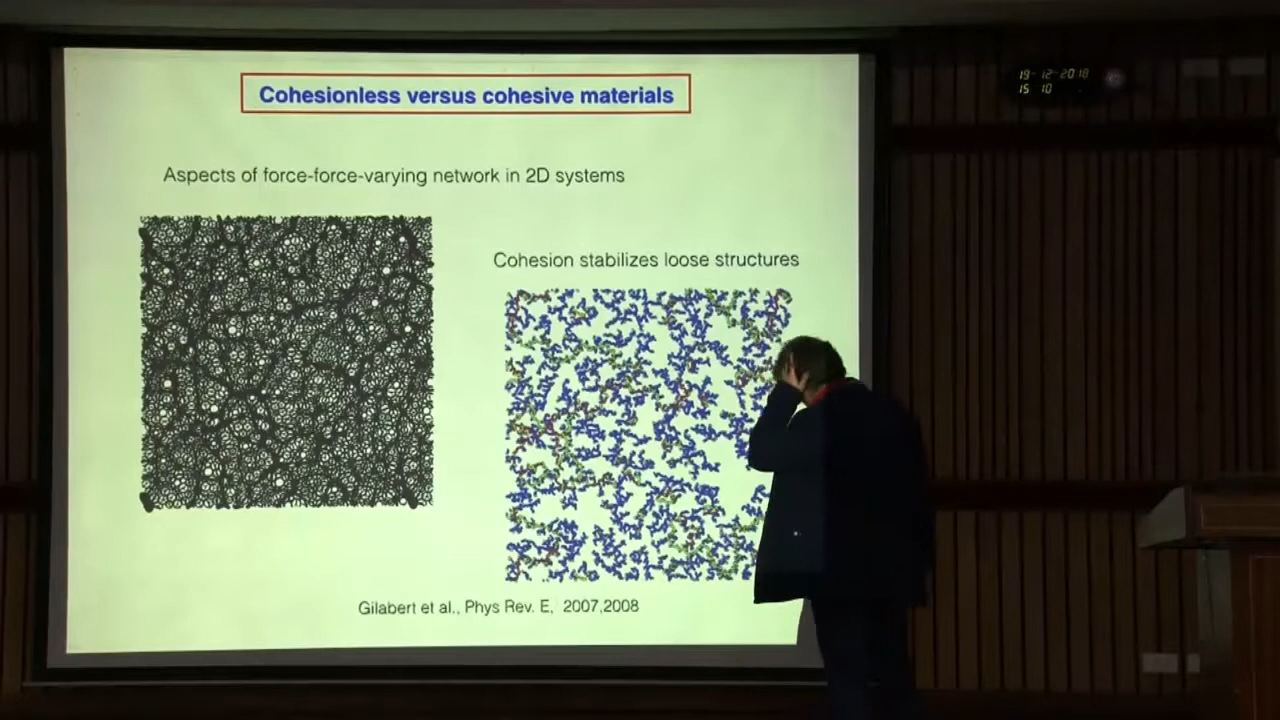 Cohesionless versus cohesive materials
19-12-2018
15 10
Aspects of force-force-varying network in 2D systems
Cohesion stabilizes loose structures
Gilabert et al., Phys Rev. E, 2007,2008